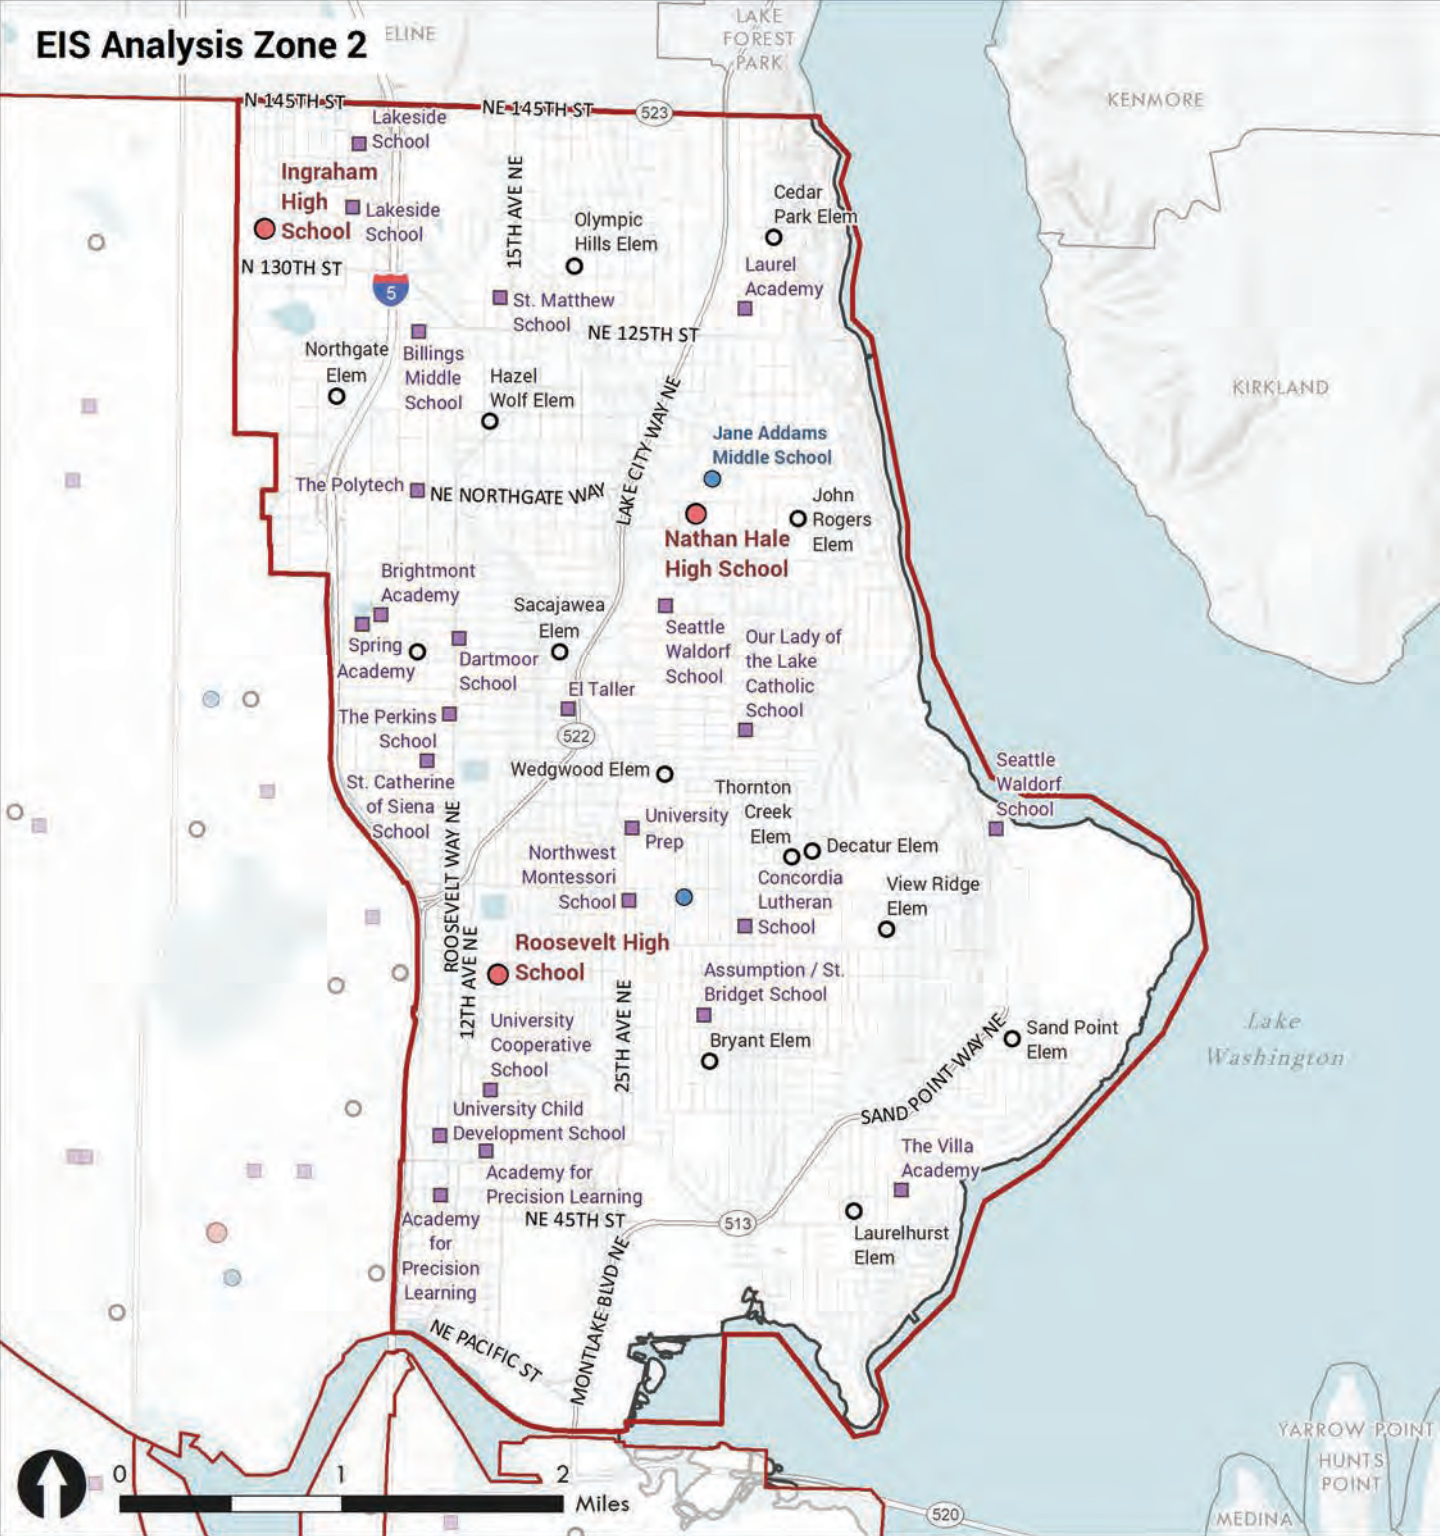 EIS Analysis Zone 2
ELINE
LAKE
FOREST
PARK
KENMORE
N 145TH ST
NE 145TH ST
523
Lakeside
School
Ingraham
High
School
Lakeside
School
15TH AVE NE
Olympic
Hills Elem
Cedar
Park Elem
N 130TH ST
5
Laurel
Academy
St. Matthew
School
NE 125TH ST
Northgate
Elem
Billings
Middle
School
Hazel
Wolf Elem
KIRKLAND
LAKE CITY WAY NE
Jane Addams
Middle School
The Polytech
NE NORTHGATE WAY
John
Rogers
Elem
Nathan Hale
High School
Brightmont
Academy
Sacajawea
Elem
Spring
Academy
Dartmoor
School
Seattle
Waldorf
School
Our Lady of
the Lake
Catholic
School
El Taller
The Perkins
School
522
St. Catherine
of Siena
School
Wedgwood Elem
Thornton
Creek
Elem
Seattle
Waldorf
School
ROOSEVELT WAY NE
University
Prep
Decatur Elem
Northwest
Montessori
School
Concordia
Lutheran
School
View Ridge
Elem
12TH AVE NE
Roosevelt High
School
25TH AVE NE
Assumption / St.
Bridget School
University
Cooperative
School
Bryant Elem
SAND POINT WAY NE
Sand Point
Elem
Lake
Washington
University Child
Development School
The Villa
Academy
Academy for
Precision Learning
Academy
for
Precision
Learning
NE 45TH ST
513
Laurelhurst
Elem
MONTLAKE BLVD NE
NE PACIFIC ST
YARROW POINT
HUNTS
POINT
MEDINA
520
0 1 2
Miles